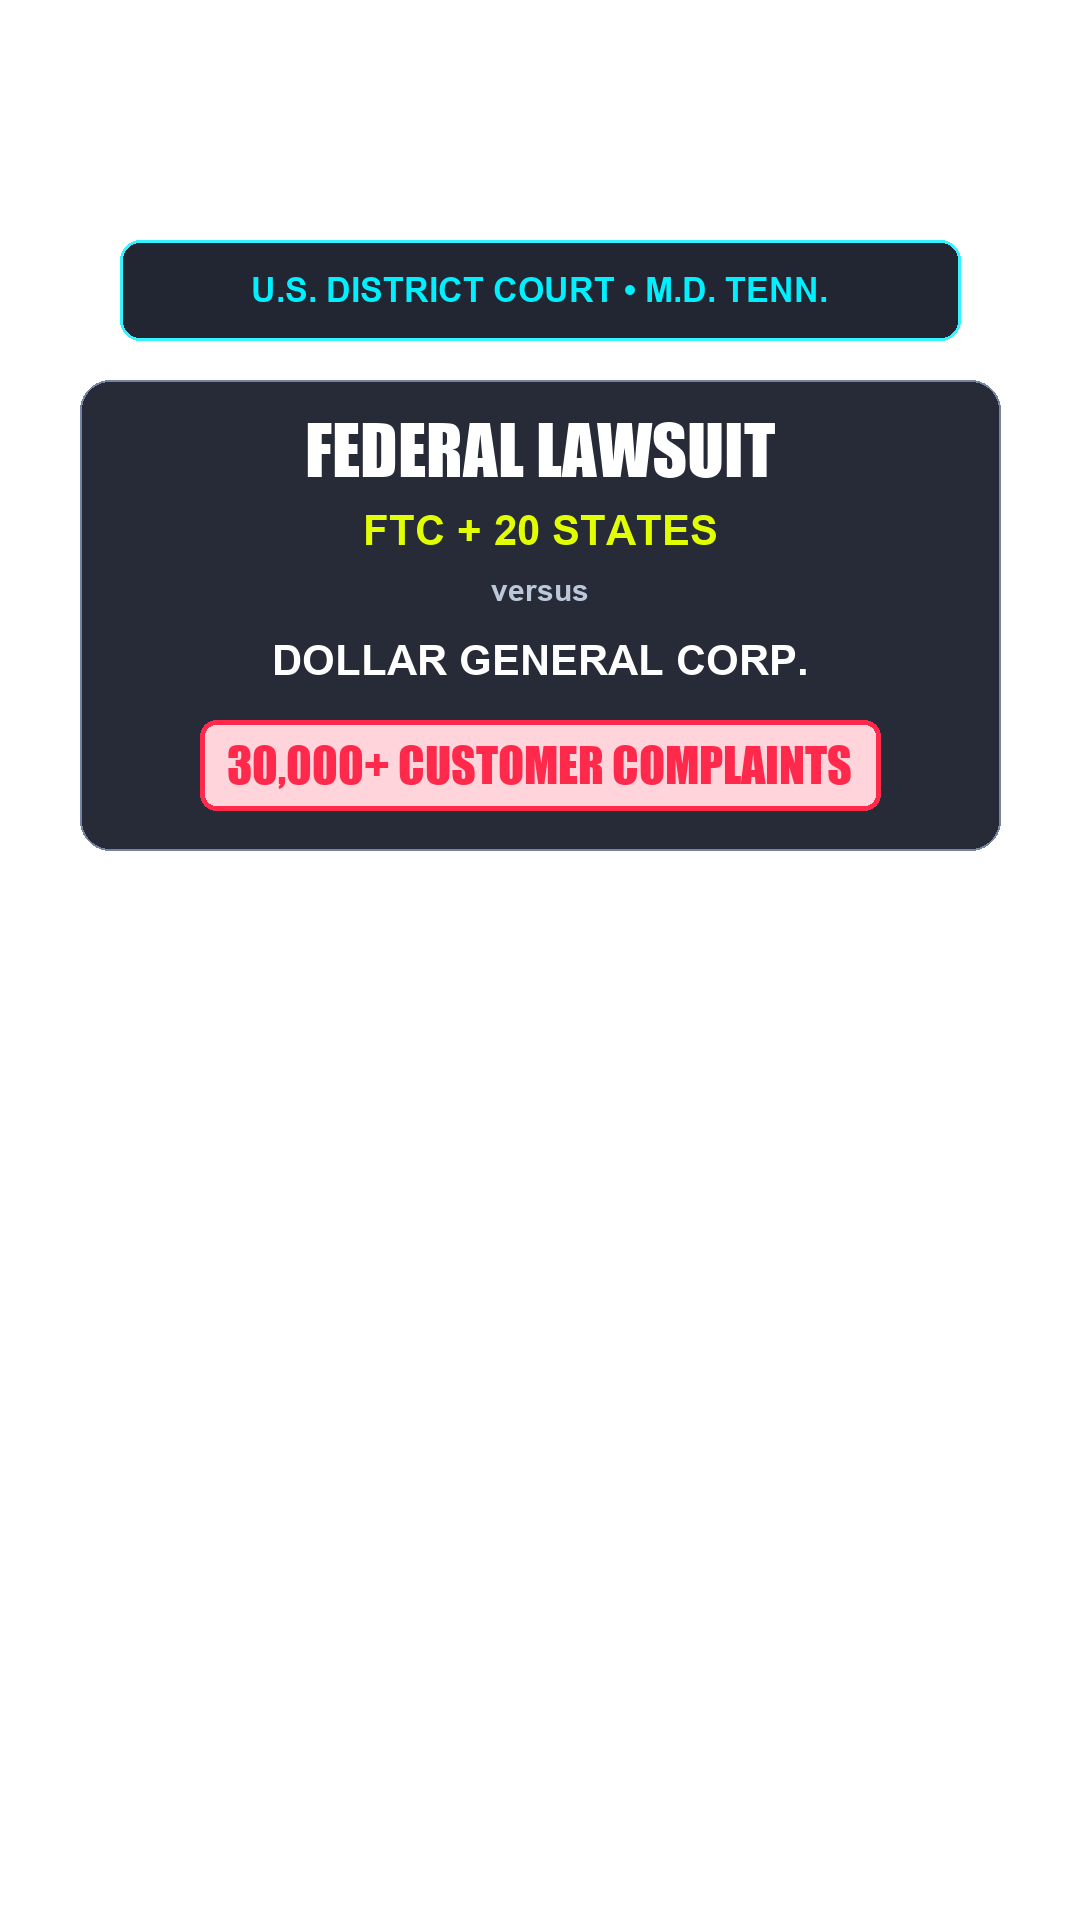 U.S. DISTRICT COURT • M.D. TENN.
FEDERAL LAWSUIT
FTC + 20 STATES
versus
DOLLAR GENERAL CORP.
30,000+ CUSTOMER COMPLAINTS